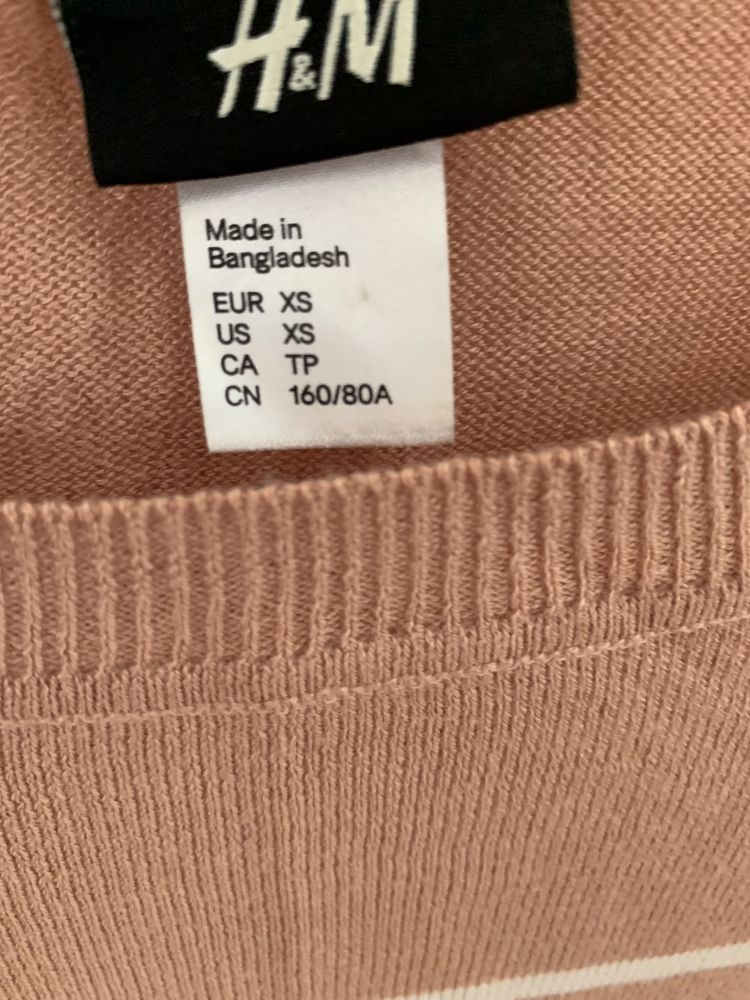 H&M
Made in
Bangladesh
EUR XS
US XS
CA TP
CN 160/80A